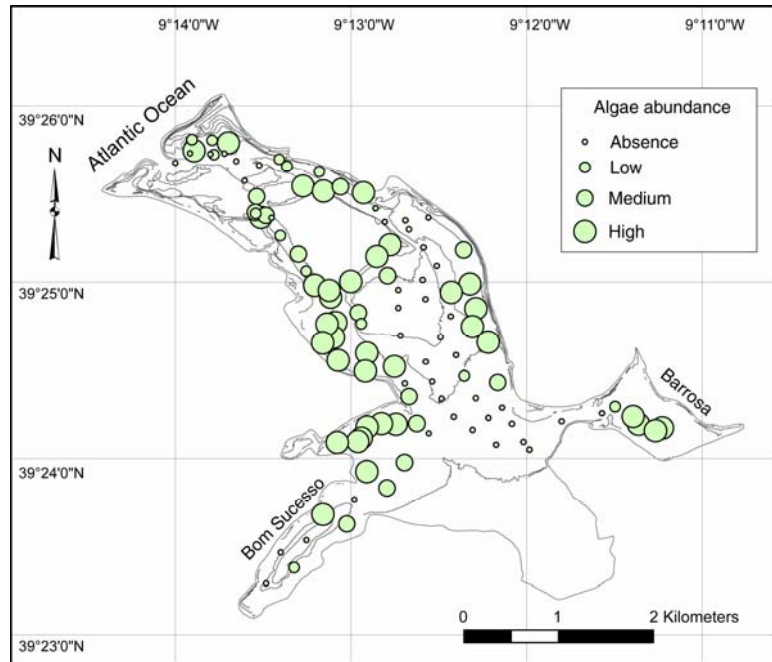 9°14'0"W
9°13'0"W
9°12'0"W
9°11'0"W
Atlantic Ocean
39°26'0"N
N
Algae abundance
Absence
Low
Medium
High
39°25'0"N
Barrosa
39°24'0"N
Bom Sucesso
39°23'0"N
0 1 2 Kilometers